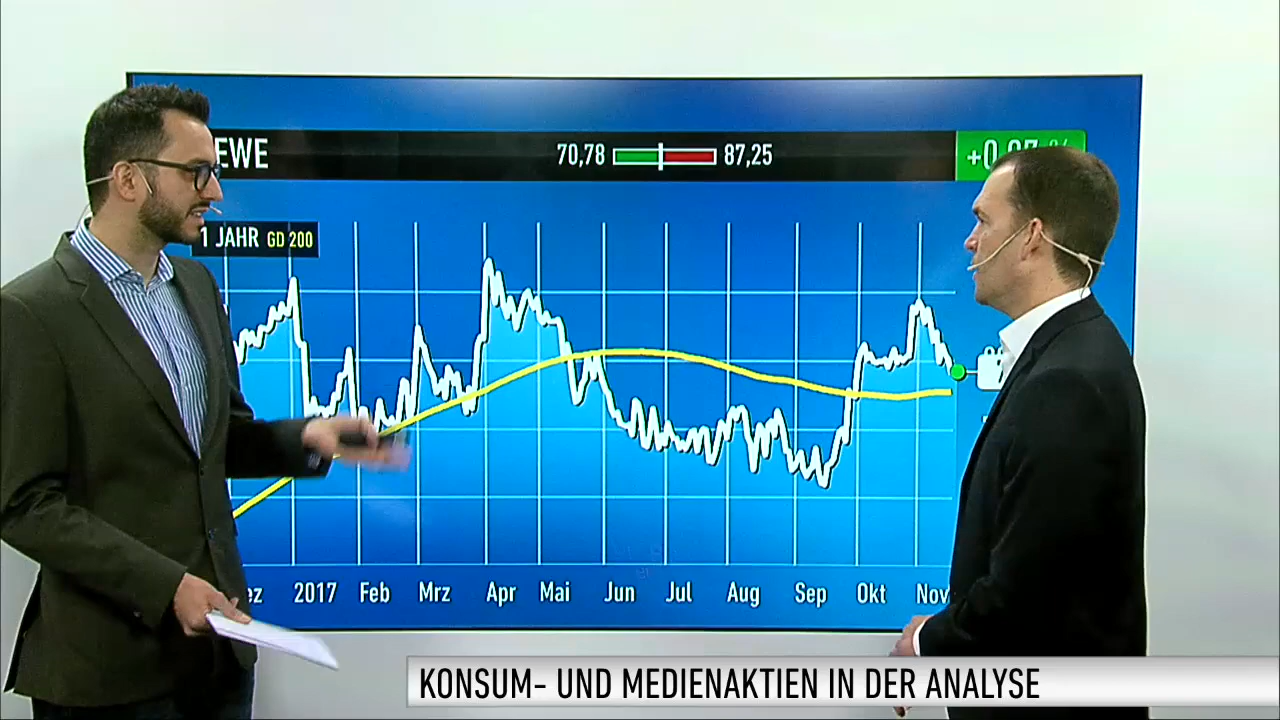 EWE
70,78
87,25
1 JAHR GD 200
2017 Feb Mrz Apr Mai Jun Jul Aug Sep Okt Nov
KONSUM- UND MEDIENAKTIEN IN DER ANALYSE